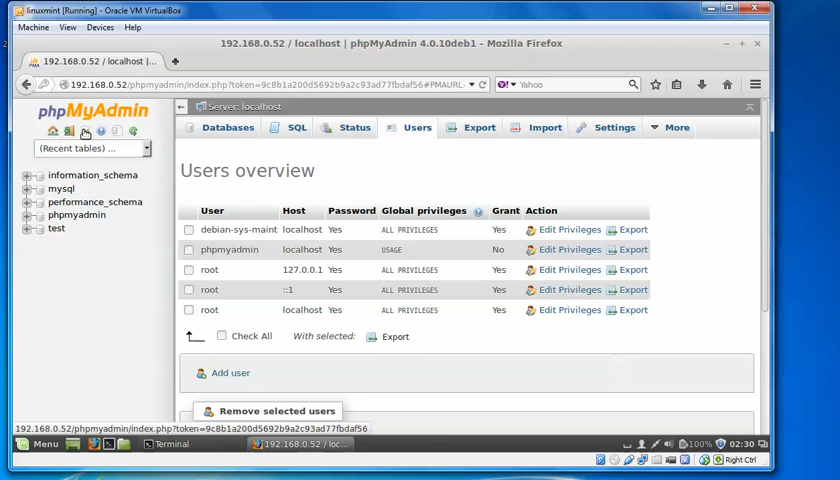 linuxmint [Running] - Oracle VM VirtualBox
Machine View Devices Help
192.168.0.52 / localhost | phpMyAdmin 4.0.10deb1 - Mozilla Firefox
192.168.0.52 / localhost |...
192.168.0.52/phpmyadmin/index.php?token=9c8b1a200d5692b9a2c93ad77fbdaf56#PMAURL-
Yahoo
phpMyAdmin
Server: localhost
Databases SQL Status Users Export Import Settings More
(Recent tables) ...
information_schema
mysql
performance_schema
phpmyadmin
test
Users overview
User Host Password Global privileges Grant Action
debian-sys-maint localhost Yes ALL PRIVILEGES Yes Edit Privileges Export
phpmyadmin localhost Yes USAGE No Edit Privileges Export
root 127.0.0.1 Yes ALL PRIVILEGES Yes Edit Privileges Export
root ::1 Yes ALL PRIVILEGES Yes Edit Privileges Export
root localhost Yes ALL PRIVILEGES Yes Edit Privileges Export
Check All With selected: Export
Add user
Remove selected users
192.168.0.52/phpmyadmin/index.php?token=9c8b1a200d5692b9a2c93ad77fbdaf56
Menu Terminal 192.168.0.52 / loc... 100% 02:30
Right Ctrl